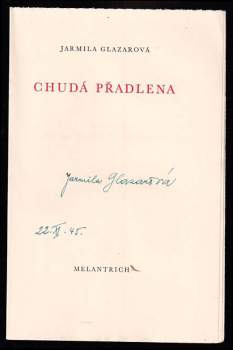 JARMILA GLAZAROVÁ
CHUDÁ PŘADLENA
Jarmila Glazarová
22. XI. 45.
MELANTRICH